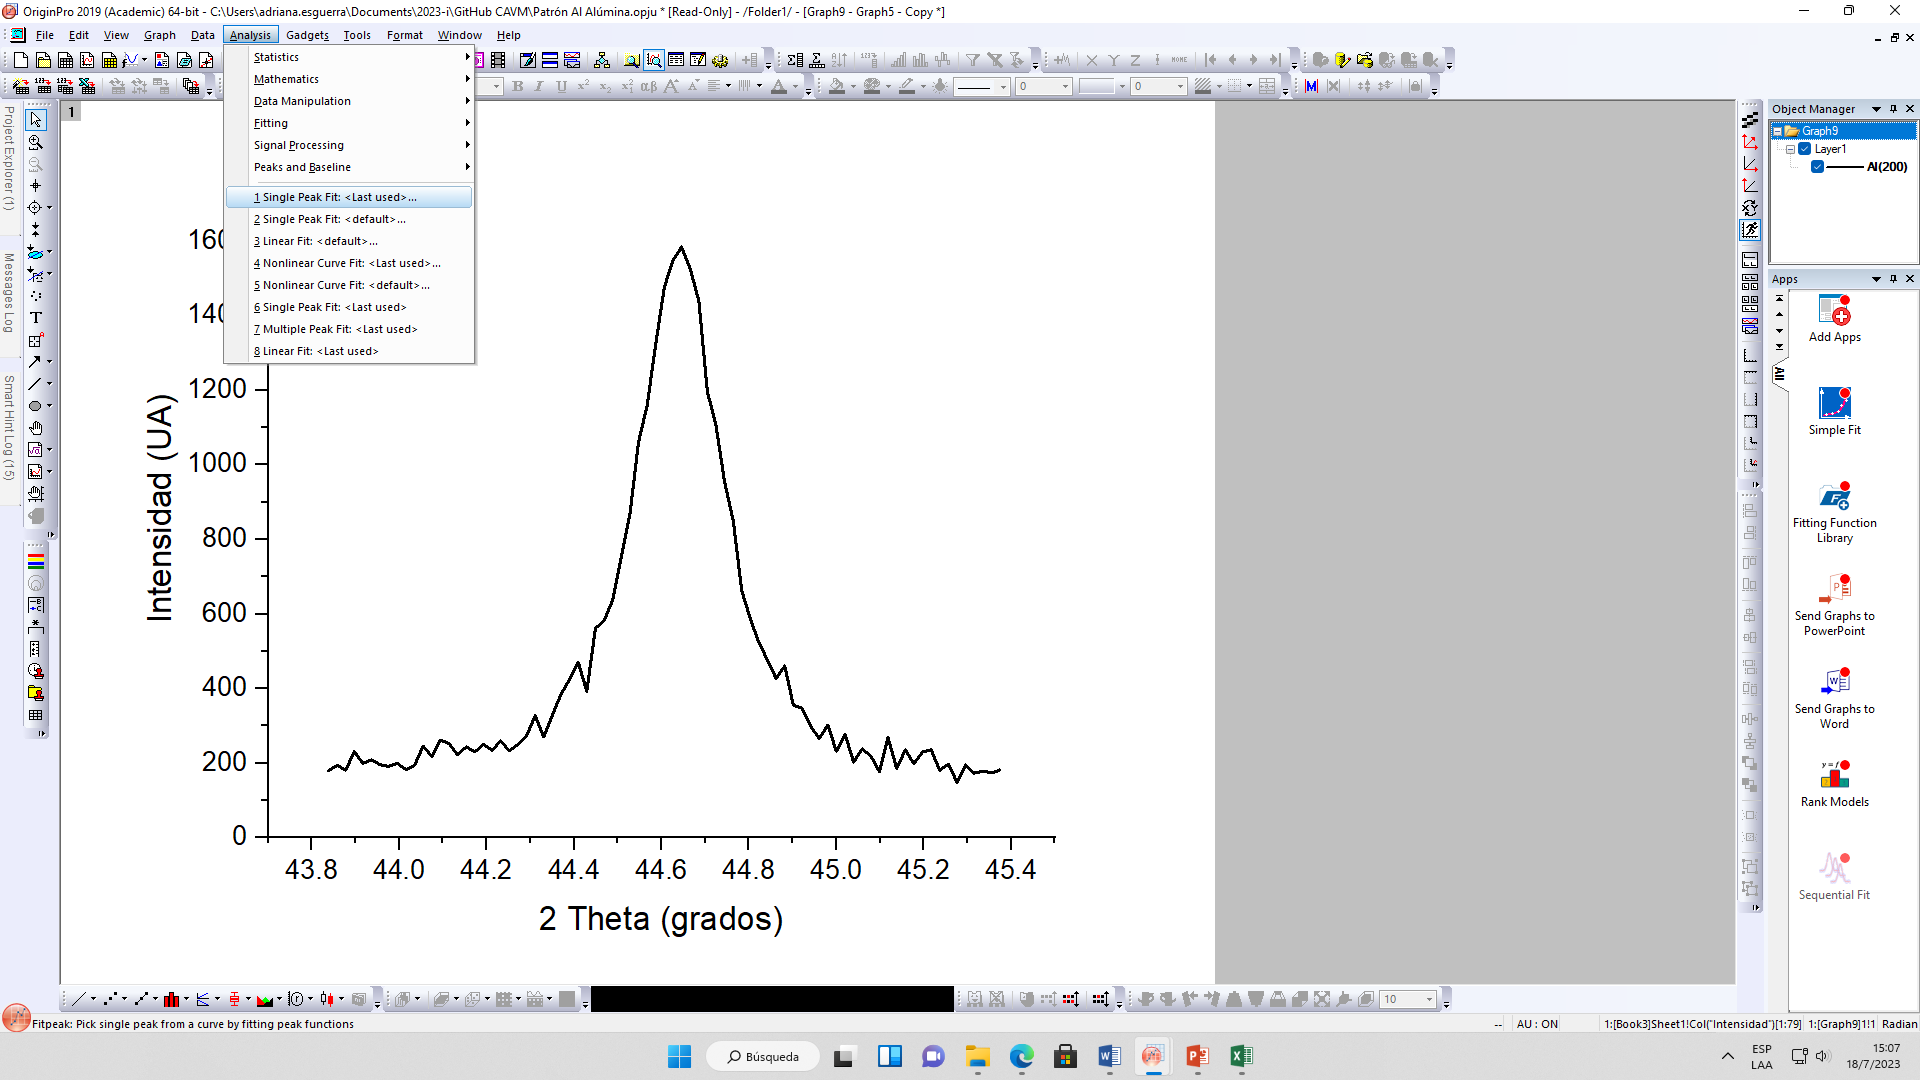 OriginPro 2019 (Academic) 64-bit - C:\Users\adriana.esguerra\Documents\2023-i\GitHub CAVM\Patrón Al Alúmina.opju * [Read-Only] - /Folder1/ - [Graph9 - Graph5 - Copy *]
File Edit View Graph Data Analysis Gadgets Tools Format Window Help
Statistics
Mathematics
Data Manipulation
Fitting
Signal Processing
Peaks and Baseline
1 Single Peak Fit: <Last used>...
2 Single Peak Fit: <default>...
3 Linear Fit: <default>...
4 Nonlinear Curve Fit: <Last used>...
5 Nonlinear Curve Fit: <default>...
6 Single Peak Fit: <Last used>
7 Multiple Peak Fit: <Last used>
8 Linear Fit: <Last used>
Project Explorer (1)
Messages Log
Smart Hint Log (15)
1
160
140
1200
1000
800
600
400
200
0
Intensidad (UA)
43.8 44.0 44.2 44.4 44.6 44.8 45.0 45.2 45.4
2 Theta (grados)
0
0
Object Manager
Graph9
Layer1
Al(200)
Apps
All
Add Apps
Simple Fit
Fitting Function
Library
Send Graphs to
PowerPoint
Send Graphs to
Word
Rank Models
Sequential Fit
10
Fitpeak: Pick single peak from a curve by fitting peak functions
-- AU : ON 1:[Book3]Sheet1!Col("Intensidad")[1:79] 1:[Graph9]1!1 Radian
Búsqueda
ESP
LAA
15:07
18/7/2023